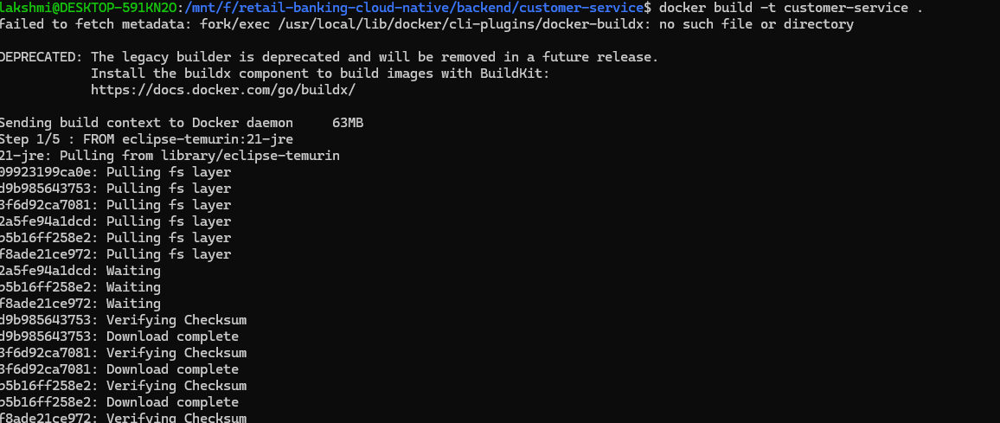 lakshmi@DESKTOP-591KN2O:/mnt/f/retail-banking-cloud-native/backend/customer-service$ docker build -t customer-service .
failed to fetch metadata: fork/exec /usr/local/lib/docker/cli-plugins/docker-buildx: no such file or directory
DEPRECATED: The legacy builder is deprecated and will be removed in a future release.
Install the buildx component to build images with BuildKit:
https://docs.docker.com/go/buildx/
Sending build context to Docker daemon 63MB
Step 1/5 : FROM eclipse-temurin:21-jre
21-jre: Pulling from library/eclipse-temurin
09923199ca0e: Pulling fs layer
d9b985643753: Pulling fs layer
3f6d92ca7081: Pulling fs layer
2a5fe94a1dcd: Pulling fs layer
b5b16ff258e2: Pulling fs layer
f8ade21ce972: Pulling fs layer
2a5fe94a1dcd: Waiting
b5b16ff258e2: Waiting
f8ade21ce972: Waiting
d9b985643753: Verifying Checksum
d9b985643753: Download complete
3f6d92ca7081: Verifying Checksum
3f6d92ca7081: Download complete
b5b16ff258e2: Verifying Checksum
b5b16ff258e2: Download complete
f8ade21ce972: Verifying Checksum